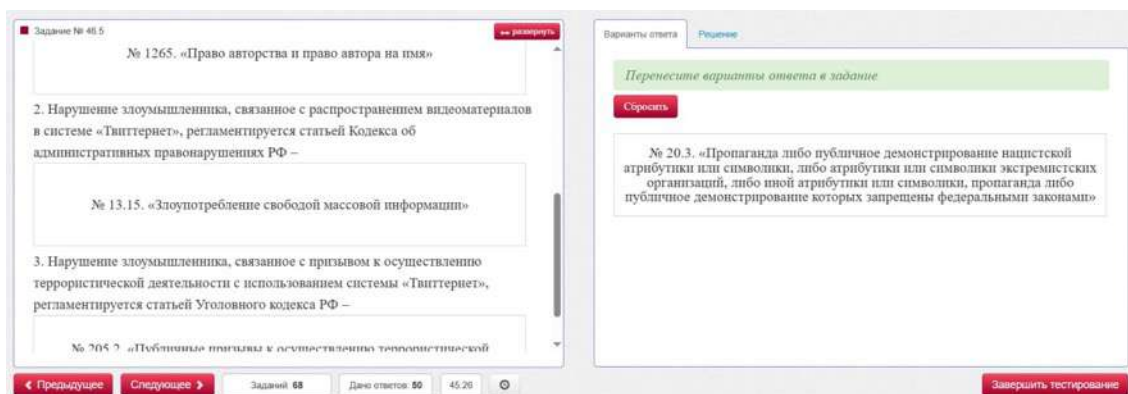 Задание № 46.5
развернуть
№ 1265. «Право авторства и право автора на имя»
2. Нарушение злоумышленника, связанное с распространением видеоматериалов
в системе «Твиттернет», регламентируется статьей Кодекса об
административных правонарушениях РФ –
№ 13.15. «Злоупотребление свободой массовой информации»
3. Нарушение злоумышленника, связанное с призывом к осуществлению
террористической деятельности с использованием системы «Твиттернет»,
регламентируется статьей Уголовного кодекса РФ –
№ 205.2. «Публичные призывы к осуществлению террористической
Варианты ответа
Решение
Перенесите варианты ответа в задание
Сбросить
№ 20.3. «Пропаганда либо публичное демонстрирование нацистской
атрибутики или символики, либо атрибутики или символики экстремистских
организаций, либо иной атрибутики или символики, пропаганда либо
публичное демонстрирование которых запрещены федеральными законами»
Предыдущее
Следующее
Заданий 68
Дано ответов: 50
45:26
Завершить тестирование